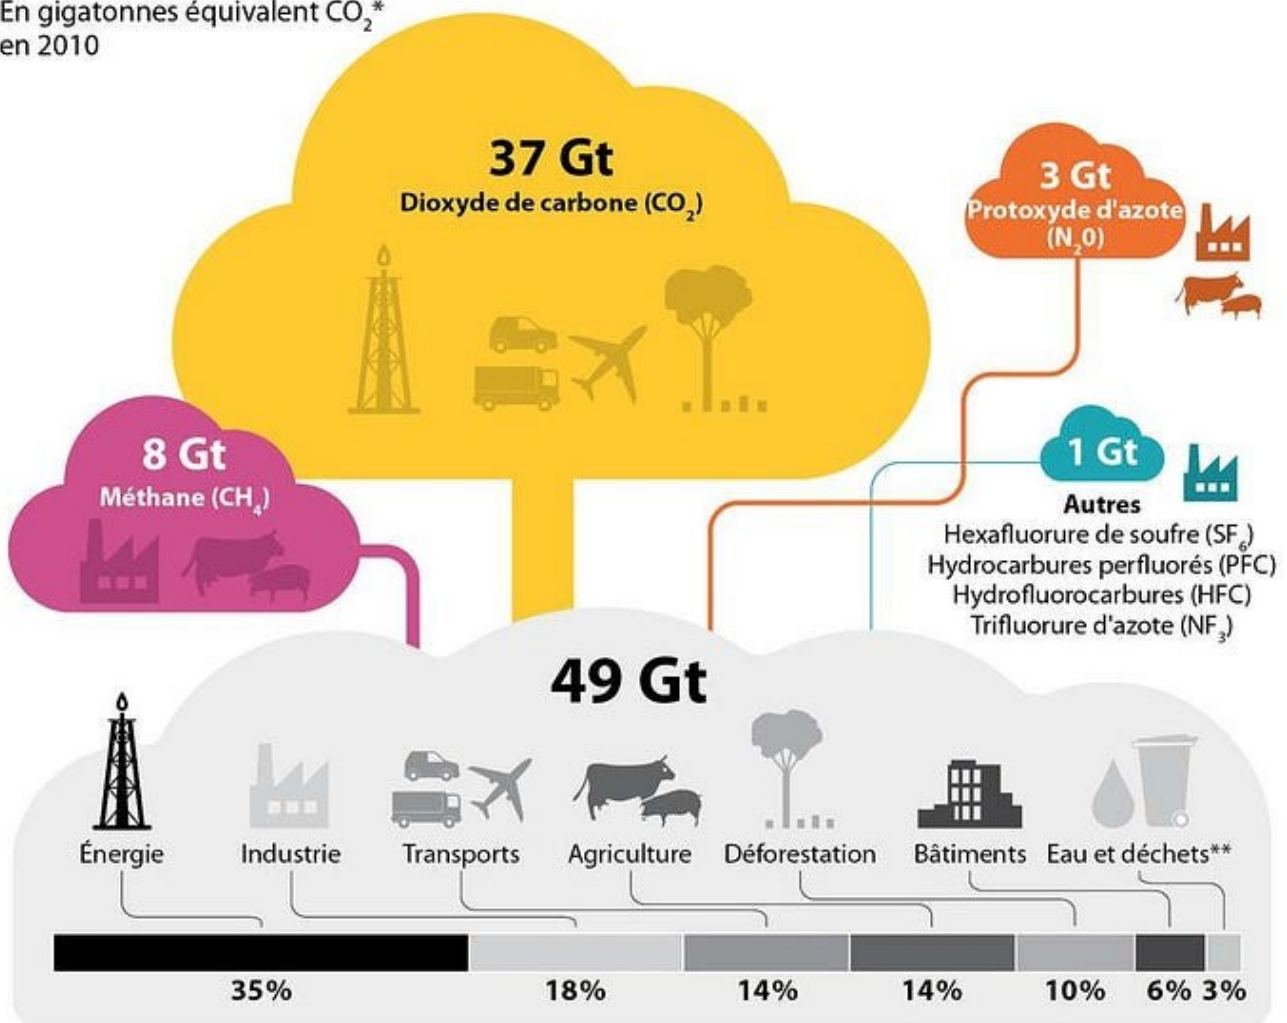 En gigatonnes équivalent CO₂*
en 2010
37 Gt
Dioxyde de carbone (CO₂)
3 Gt
Protoxyde d'azote
(N₂0)
8 Gt
Méthane (CH₄)
1 Gt
Autres
Hexafluorure de soufre (SF₆)
Hydrocarbures perfluorés (PFC)
Hydrofluorocarbures (HFC)
Trifluorure d'azote (NF₃)
49 Gt
Énergie Industrie Transports Agriculture Déforestation Bâtiments Eau et déchets**
35% 18% 14% 14% 10% 6% 3%